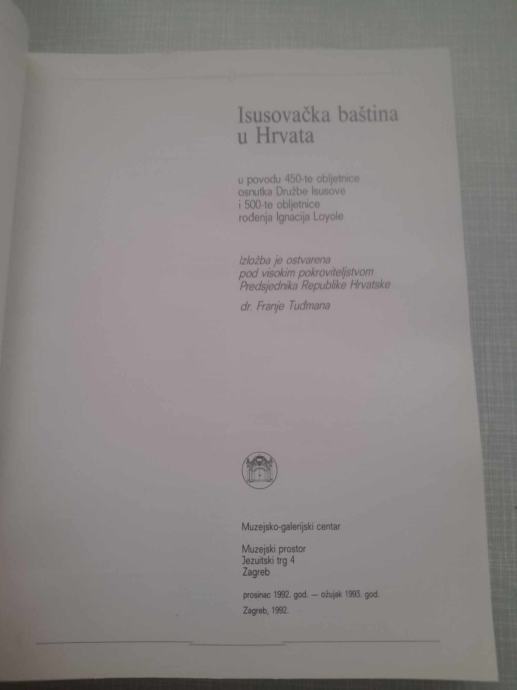 Isusovačka baština
u Hrvata
u povodu 450-te obljetnice
osnutka Družbe Isusove
i 500-te obljetnice
rođenja Ignacija Loyole
Izložba je ostvarena
pod visokim pokroviteljstvom
Predsjednika Republike Hrvatske
dr. Franje Tuđmana
Muzejsko-galerijski centar
Muzejski prostor
Jezuitski trg 4
Zagreb
prosinac 1992. god. — ožujak 1993. god.
Zagreb, 1992.